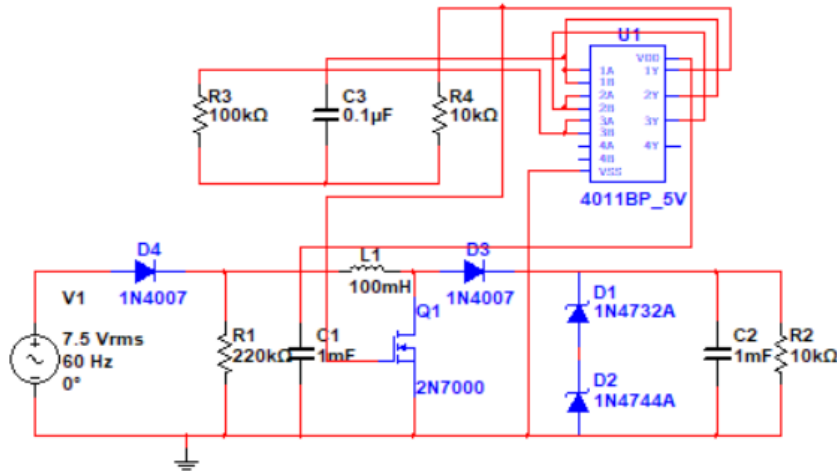 U1
VDD
1A
1Y
1B
2A
2Y
2B
3A
3Y
3B
4A
4Y
4B
VSS
4011BP_5V
R3
100kΩ
C3
0.1µF
R4
10kΩ
D4
1N4007
L1
100mH
D3
1N4007
V1
7.5 Vrms
60 Hz
0°
R1
220kΩ
C1
1mF
Q1
2N7000
D1
1N4732A
D2
1N4744A
C2
1mF
R2
10kΩ